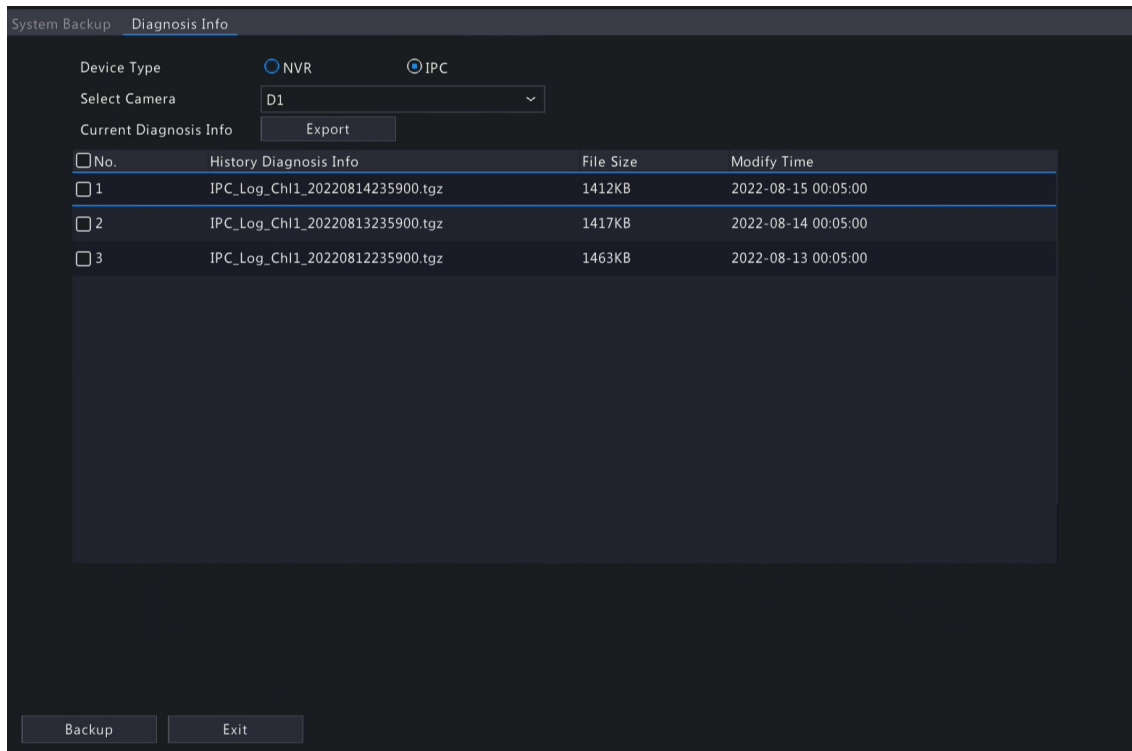 System Backup Diagnosis Info
Device Type NVR IPC
Select Camera D1
Current Diagnosis Info Export
No. History Diagnosis Info File Size Modify Time
1 IPC_Log_Chl1_20220814235900.tgz 1412KB 2022-08-15 00:05:00
2 IPC_Log_Chl1_20220813235900.tgz 1417KB 2022-08-14 00:05:00
3 IPC_Log_Chl1_20220812235900.tgz 1463KB 2022-08-13 00:05:00
Backup Exit